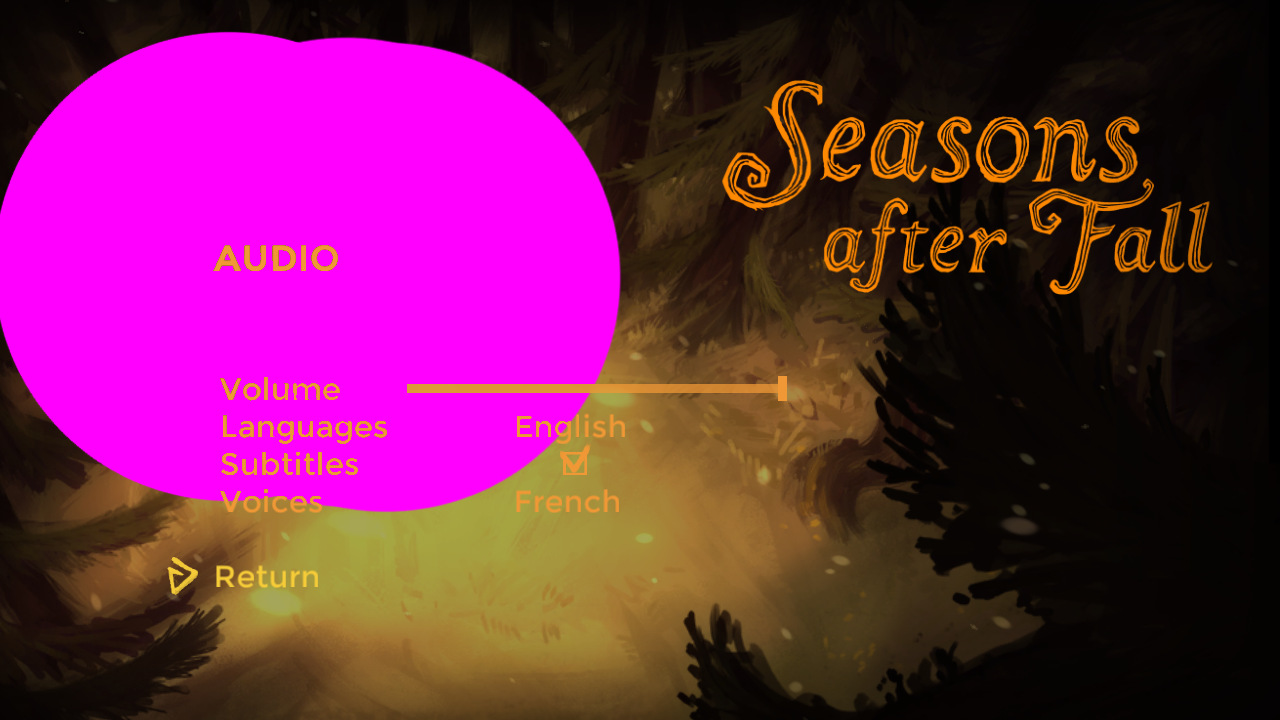 Seasons
after Fall
AUDIO
Volume
Languages English
Subtitles
Voices French
Return